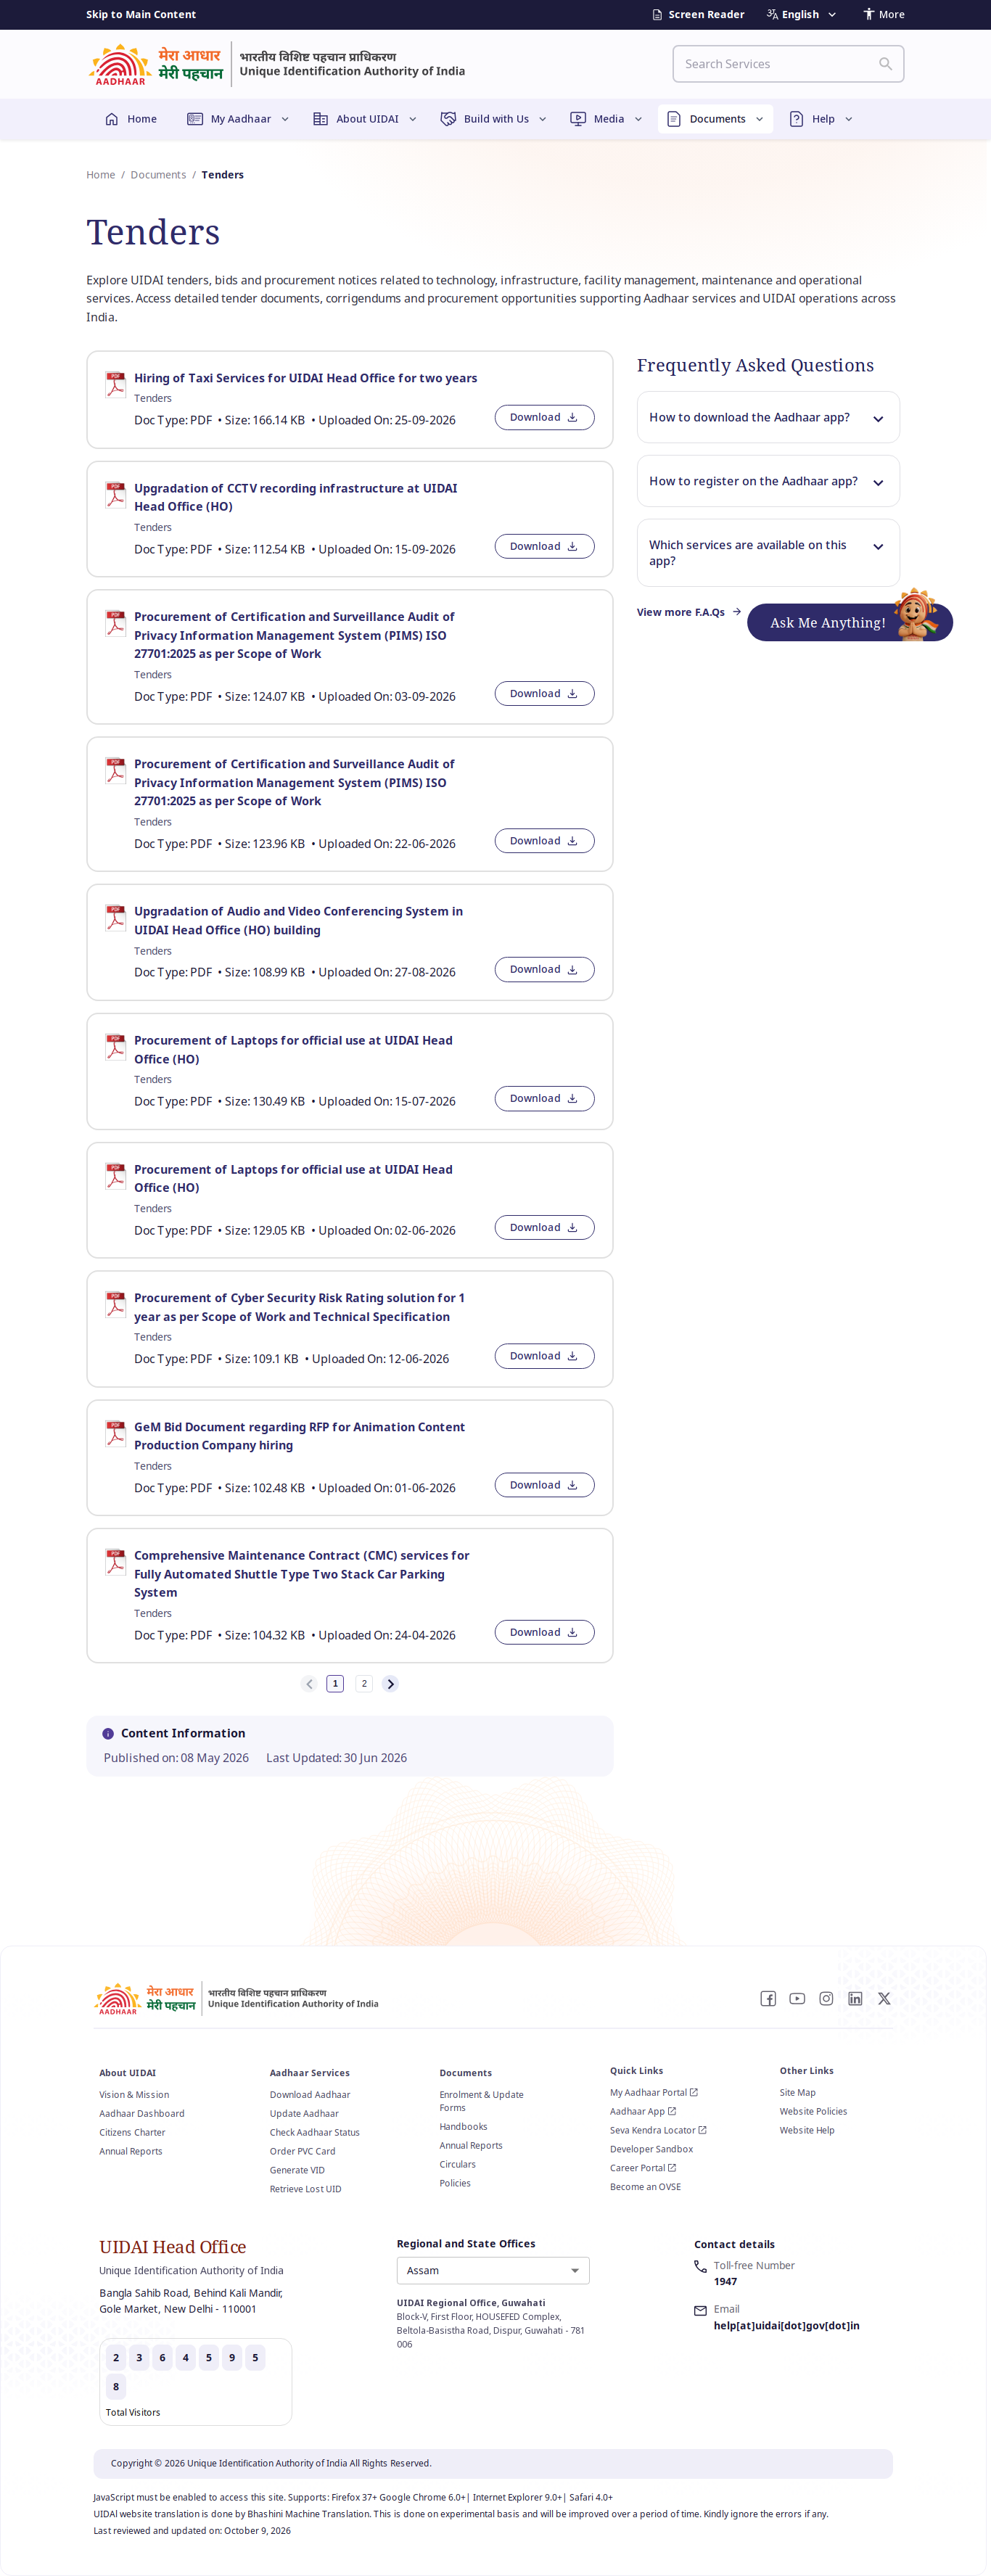 Skip to Main Content
Screen Reader
English
More
मेरा आधार
मेरी पहचान
AADHAAR
भारतीय विशिष्ट पहचान प्राधिकरण
Unique Identification Authority of India
Search Services
Home
My Aadhaar
About UIDAI
Build with Us
Media
Documents
Help
Home / Documents / Tenders
Tenders
Explore UIDAI tenders, bids and procurement notices related to technology, infrastructure, facility management, maintenance and operational
services. Access detailed tender documents, corrigendums and procurement opportunities supporting Aadhaar services and UIDAI operations across
India.
Hiring of Taxi Services for UIDAI Head Office for two years
Tenders
Doc Type: PDF • Size: 166.14 KB • Uploaded On: 25-09-2026
Download
Upgradation of CCTV recording infrastructure at UIDAI
Head Office (HO)
Tenders
Doc Type: PDF • Size: 112.54 KB • Uploaded On: 15-09-2026
Download
Procurement of Certification and Surveillance Audit of
Privacy Information Management System (PIMS) ISO
27701:2025 as per Scope of Work
Tenders
Doc Type: PDF • Size: 124.07 KB • Uploaded On: 03-09-2026
Download
Procurement of Certification and Surveillance Audit of
Privacy Information Management System (PIMS) ISO
27701:2025 as per Scope of Work
Tenders
Doc Type: PDF • Size: 123.96 KB • Uploaded On: 22-06-2026
Download
Upgradation of Audio and Video Conferencing System in
UIDAI Head Office (HO) building
Tenders
Doc Type: PDF • Size: 108.99 KB • Uploaded On: 27-08-2026
Download
Procurement of Laptops for official use at UIDAI Head
Office (HO)
Tenders
Doc Type: PDF • Size: 130.49 KB • Uploaded On: 15-07-2026
Download
Procurement of Laptops for official use at UIDAI Head
Office (HO)
Tenders
Doc Type: PDF • Size: 129.05 KB • Uploaded On: 02-06-2026
Download
Procurement of Cyber Security Risk Rating solution for 1
year as per Scope of Work and Technical Specification
Tenders
Doc Type: PDF • Size: 109.1 KB • Uploaded On: 12-06-2026
Download
GeM Bid Document regarding RFP for Animation Content
Production Company hiring
Tenders
Doc Type: PDF • Size: 102.48 KB • Uploaded On: 01-06-2026
Download
Comprehensive Maintenance Contract (CMC) services for
Fully Automated Shuttle Type Two Stack Car Parking
System
Tenders
Doc Type: PDF • Size: 104.32 KB • Uploaded On: 24-04-2026
Download
1
2
Content Information
Published on: 08 May 2026 Last Updated: 30 Jun 2026
Frequently Asked Questions
How to download the Aadhaar app?
How to register on the Aadhaar app?
Which services are available on this
app?
View more F.A.Qs
Ask Me Anything!
मेरा आधार
मेरी पहचान
AADHAAR
भारतीय विशिष्ट पहचान प्राधिकरण
Unique Identification Authority of India
About UIDAI
Vision & Mission
Aadhaar Dashboard
Citizens Charter
Annual Reports
Aadhaar Services
Download Aadhaar
Update Aadhaar
Check Aadhaar Status
Order PVC Card
Generate VID
Retrieve Lost UID
Documents
Enrolment & Update
Forms
Handbooks
Annual Reports
Circulars
Policies
Quick Links
My Aadhaar Portal
Aadhaar App
Seva Kendra Locator
Developer Sandbox
Career Portal
Become an OVSE
Other Links
Site Map
Website Policies
Website Help
UIDAI Head Office
Unique Identification Authority of India
Bangla Sahib Road, Behind Kali Mandir,
Gole Market, New Delhi - 110001
2 3 6 4 5 9 5
8
Total Visitors
Regional and State Offices
Assam
UIDAI Regional Office, Guwahati
Block-V, First Floor, HOUSEFED Complex,
Beltola-Basistha Road, Dispur, Guwahati - 781
006
Contact details
Toll-free Number
1947
Email
help[at]uidai[dot]gov[dot]in
Copyright © 2026 Unique Identification Authority of India All Rights Reserved.
JavaScript must be enabled to access this site. Supports: Firefox 37+ Google Chrome 6.0+| Internet Explorer 9.0+| Safari 4.0+
UIDAI website translation is done by Bhashini Machine Translation. This is done on experimental basis and will be improved over a period of time. Kindly ignore the errors if any.
Last reviewed and updated on: October 9, 2026